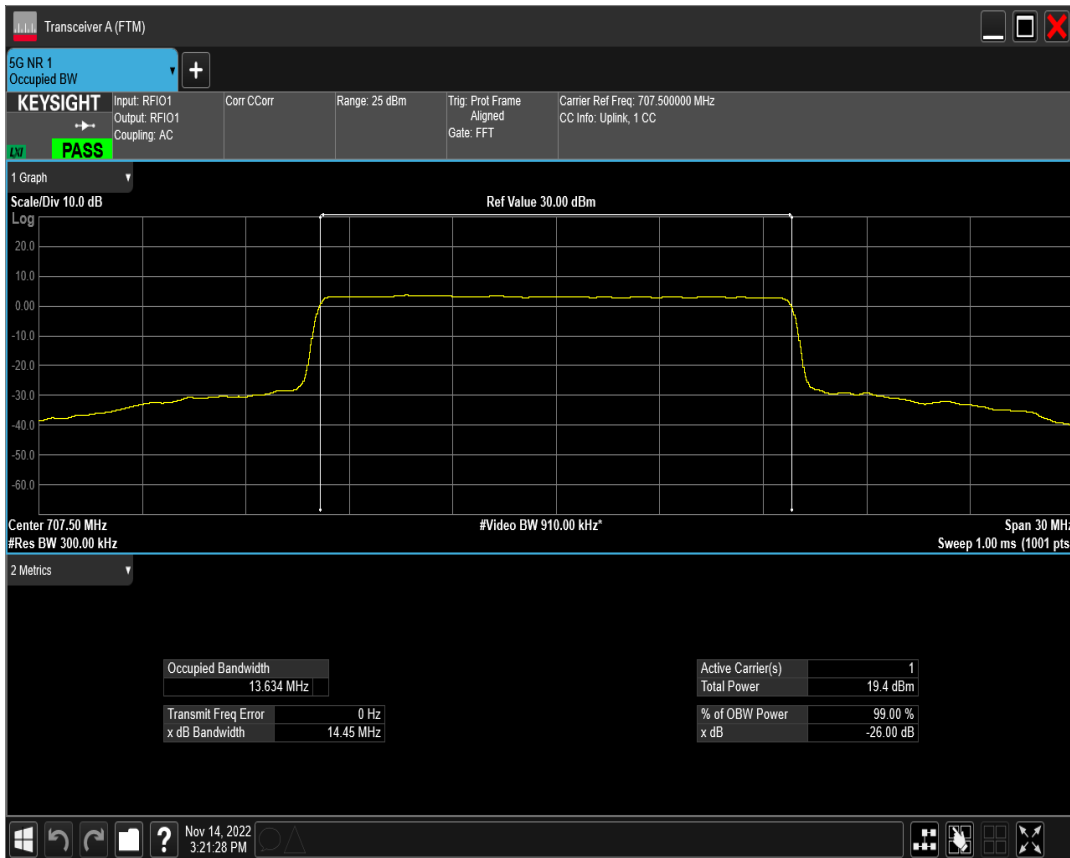 Transceiver A (FTM)
5G NR 1
Occupied BW
+
KEYSIGHT
LXI
PASS
Input: RFIO1
Output: RFIO1
Coupling: AC
Corr CCorr
Range: 25 dBm
Trig: Prot Frame
Aligned
Gate: FFT
Carrier Ref Freq: 707.500000 MHz
CC Info: Uplink, 1 CC
1 Graph
Scale/Div 10.0 dB
Ref Value 30.00 dBm
Log
20.0
10.0
0.00
-10.0
-20.0
-30.0
-40.0
-50.0
-60.0
Center 707.50 MHz
#Video BW 910.00 kHz*
Span 30 MHz
#Res BW 300.00 kHz
Sweep 1.00 ms (1001 pts
2 Metrics
Occupied Bandwidth
13.634 MHz
Transmit Freq Error 0 Hz
x dB Bandwidth 14.45 MHz
Active Carrier(s) 1
Total Power 19.4 dBm
% of OBW Power 99.00 %
x dB -26.00 dB
?
Nov 14, 2022
3:21:28 PM